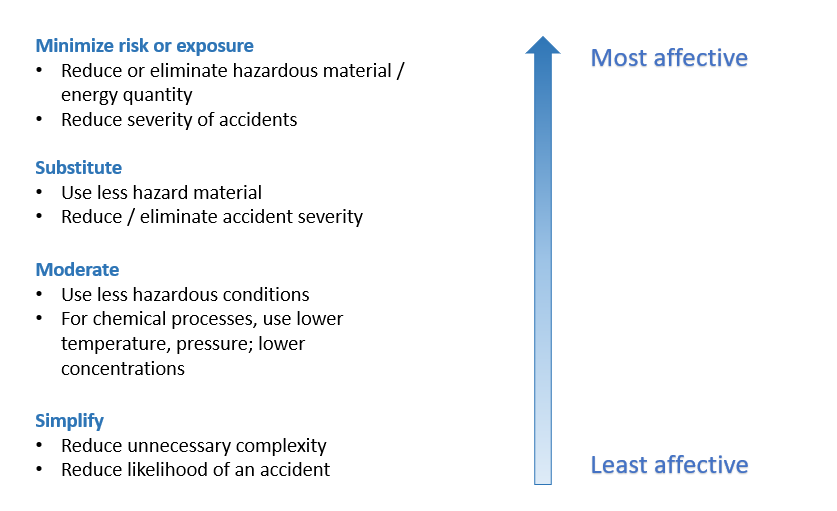 Minimize risk or exposure
• Reduce or eliminate hazardous material /
energy quantity
• Reduce severity of accidents
Substitute
• Use less hazard material
• Reduce / eliminate accident severity
Moderate
• Use less hazardous conditions
• For chemical processes, use lower
temperature, pressure; lower
concentrations
Simplify
• Reduce unnecessary complexity
• Reduce likelihood of an accident
Most affective
Least affective